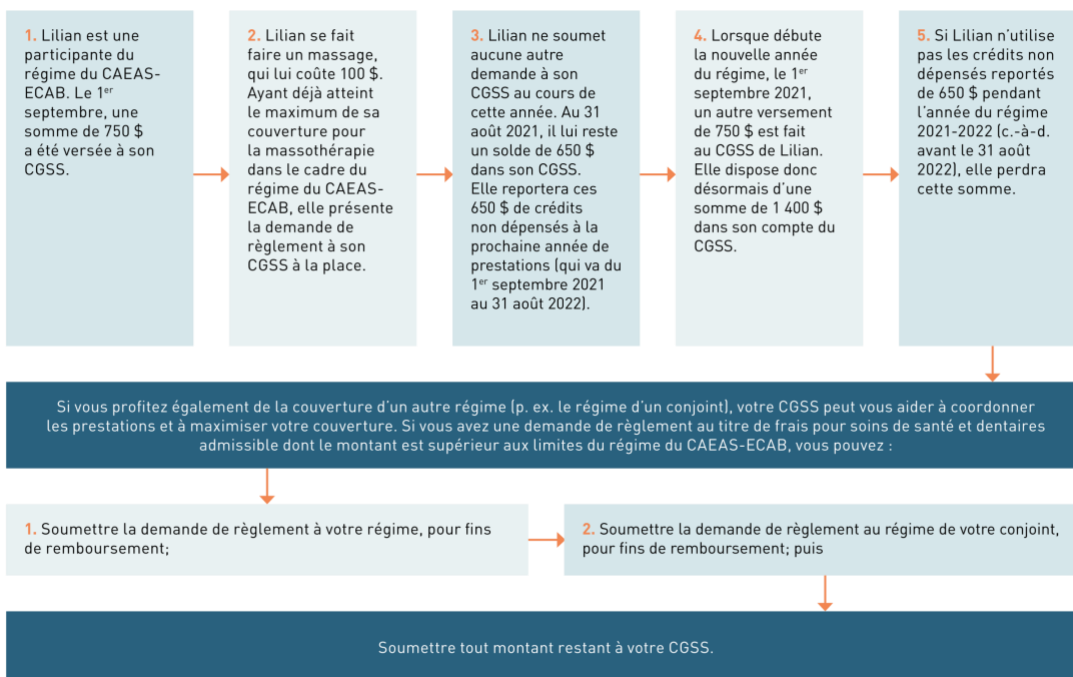 1. Lilian est une
participante du
régime du CAEAS-
ECAB. Le 1er
septembre, une
somme de 750 $
a été versée à son
CGSS.
2. Lilian se fait
faire un massage,
qui lui coûte 100 $.
Ayant déjà atteint
le maximum de sa
couverture pour
la massothérapie
dans le cadre du
régime du CAEAS-
ECAB, elle présente
la demande de
règlement à son
CGSS à la place.
3. Lilian ne soumet
aucune autre
demande à son
CGSS au cours de
cette année. Au 31
août 2021, il lui reste
un solde de 650 $
dans son CGSS.
Elle reportera ces
650 $ de crédits
non dépensés à la
prochaine année de
prestations (qui va du
1er septembre 2021
au 31 août 2022).
4. Lorsque débute
la nouvelle année
du régime, le 1er
septembre 2021,
un autre versement
de 750 $ est fait
au CGSS de Lilian.
Elle dispose donc
désormais d'une
somme de 1 400 $
dans son compte du
CGSS.
5. Si Lilian n'utilise
pas les crédits non
dépensés reportés
de 650 $ pendant
l'année du régime
2021-2022 (c.-à-d.
avant le 31 août
2022), elle perdra
cette somme.
Si vous profitez également de la couverture d'un autre régime (p. ex. le régime d'un conjoint), votre CGSS peut vous aider à coordonner
les prestations et à maximiser votre couverture. Si vous avez une demande de règlement au titre de frais pour soins de santé et dentaires
admissible dont le montant est supérieur aux limites du régime du CAEAS-ECAB, vous pouvez :
1. Soumettre la demande de règlement à votre régime, pour fins
de remboursement;
2. Soumettre la demande de règlement au régime de votre conjoint,
pour fins de remboursement; puis
Soumettre tout montant restant à votre CGSS.